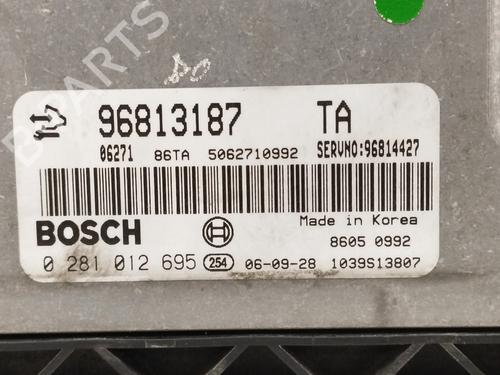 B-PARTS
96813187 TA
06271 86TA 5062710992 SERVNO:96814427
BOSCH Made in Korea
8605 0992
0 281 012 695 254 06-09-28 1039S13807